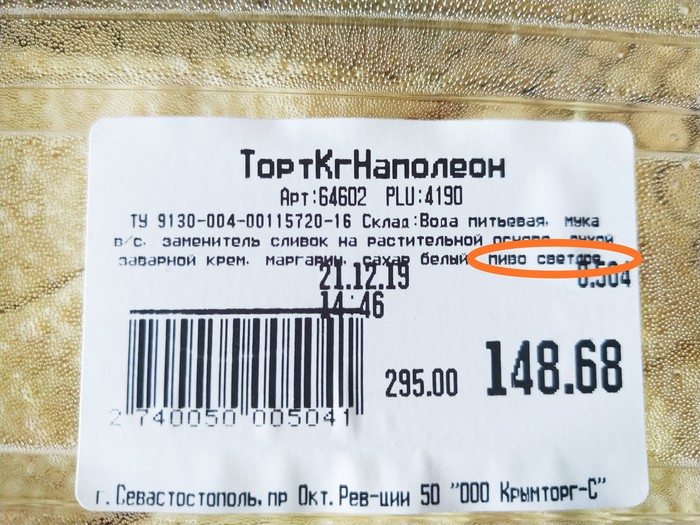 ТортКгНаполеон
Арт:64602 PLU:4190
ТУ 9130-004-00115720-16 Склад:Вода питьевая, мука
в/с, заменитель сливок на растительной основе, сухой
заварной крем, маргарин, сахар белый, пиво светлое,
21.12.19 0.504
14:46
295.00 148.68
2 740050 005041
г. Севастостополь, пр Окт. Рев-ции 50 "ООО Крымторг-С"